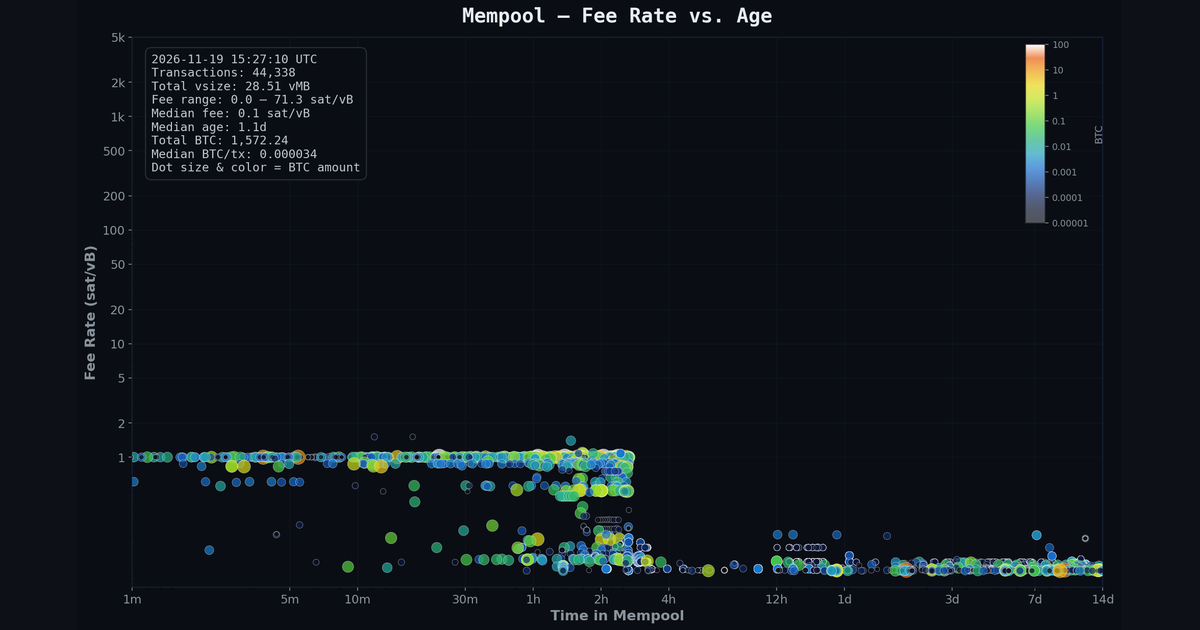 Mempool — Fee Rate vs. Age
2026-11-19 15:27:10 UTC
Transactions: 44,338
Total vsize: 28.51 vMB
Fee range: 0.0 — 71.3 sat/vB
Median fee: 0.1 sat/vB
Median age: 1.1d
Total BTC: 1,572.24
Median BTC/tx: 0.000034
Dot size & color = BTC amount
100
10
1
0.1
0.01
0.001
0.0001
0.00001
BTC
Fee Rate (sat/vB)
5k
2k
1k
500
200
100
50
20
10
5
2
1
1m 5m 10m 30m 1h 2h 4h 12h 1d 3d 7d 14d
Time in Mempool